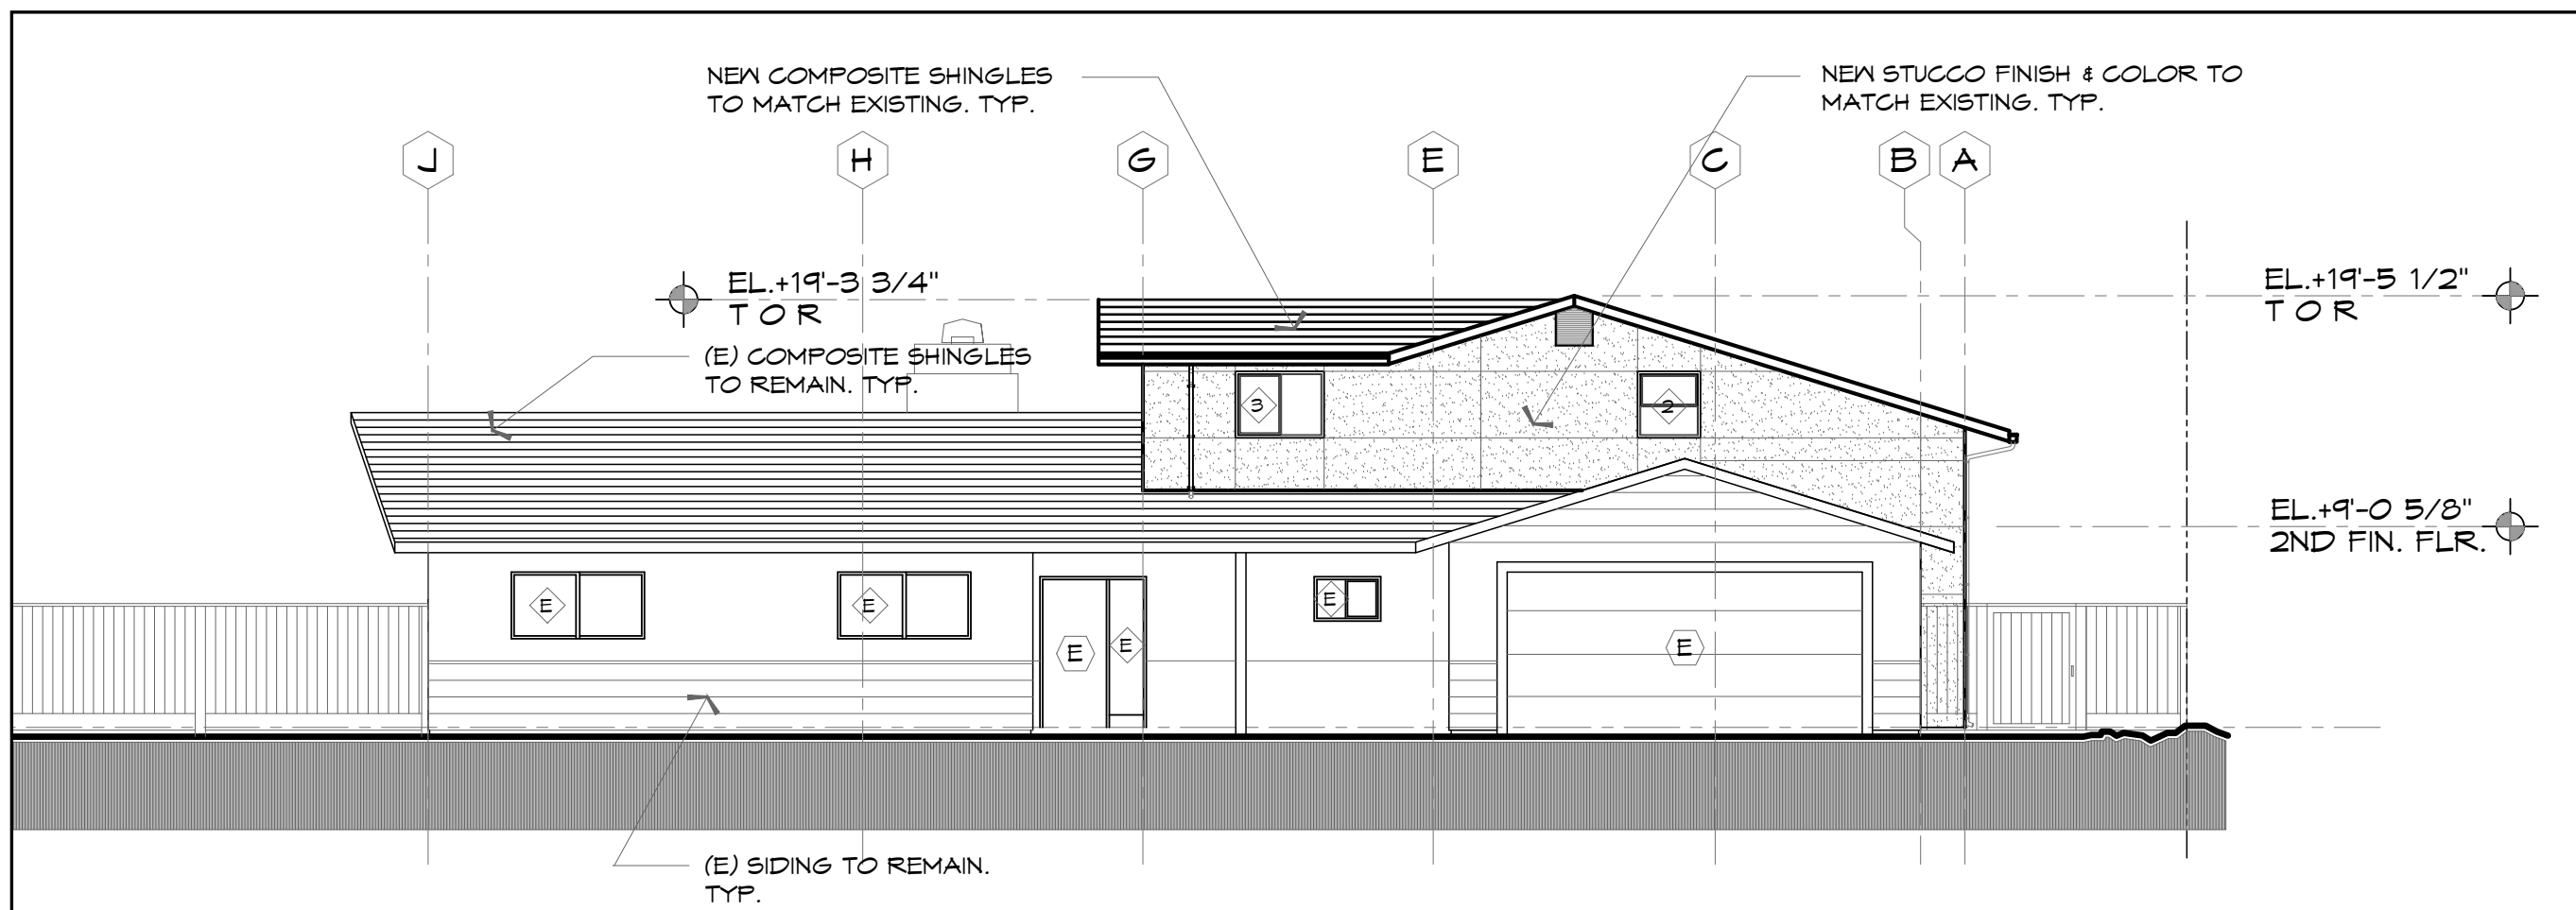 NEW COMPOSITE SHINGLES
TO MATCH EXISTING. TYP.
NEW STUCCO FINISH & COLOR TO
MATCH EXISTING. TYP.
J
H
G
E
C
B
A
EL.+19'-3 3/4"
T O R
EL.+19'-5 1/2"
T O R
(E) COMPOSITE SHINGLES
TO REMAIN. TYP.
3
2
EL.+9'-0 5/8"
2ND FIN. FLR.
E
E
E
E
E
E
(E) SIDING TO REMAIN.
TYP.